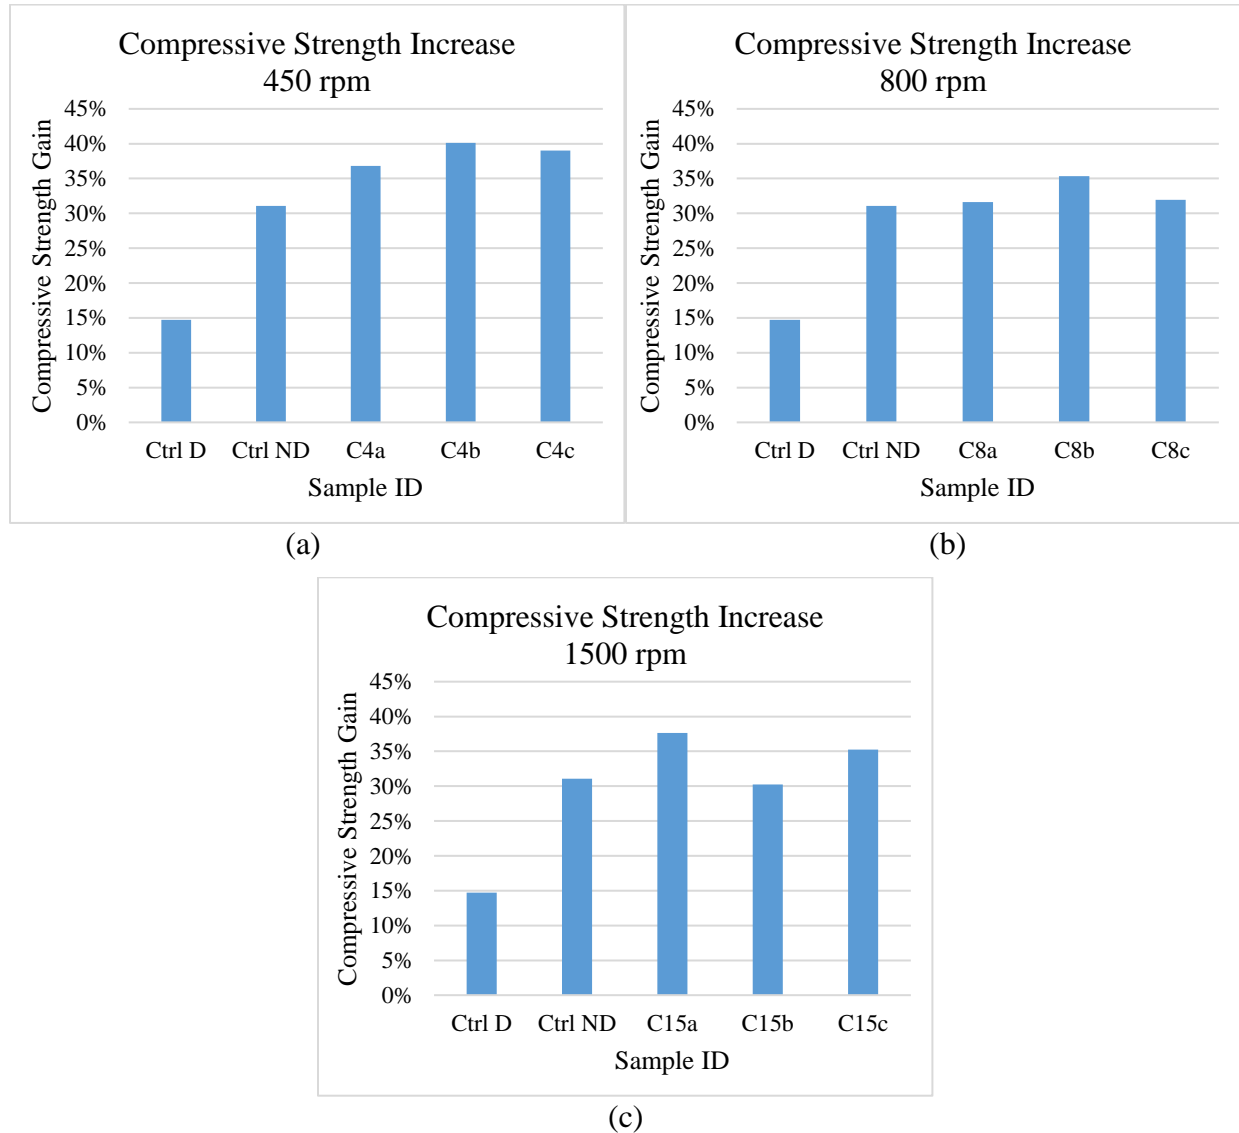 Compressive Strength Increase
450 rpm
Compressive Strength Gain
45%
40%
35%
30%
25%
20%
15%
10%
5%
0%
Ctrl D Ctrl ND C4a C4b C4c
Sample ID
(a)
Compressive Strength Increase
800 rpm
Compressive Strength Gain
45%
40%
35%
30%
25%
20%
15%
10%
5%
0%
Ctrl D Ctrl ND C8a C8b C8c
Sample ID
(b)
Compressive Strength Increase
1500 rpm
Compressive Strength Gain
45%
40%
35%
30%
25%
20%
15%
10%
5%
0%
Ctrl D Ctrl ND C15a C15b C15c
Sample ID
(c)